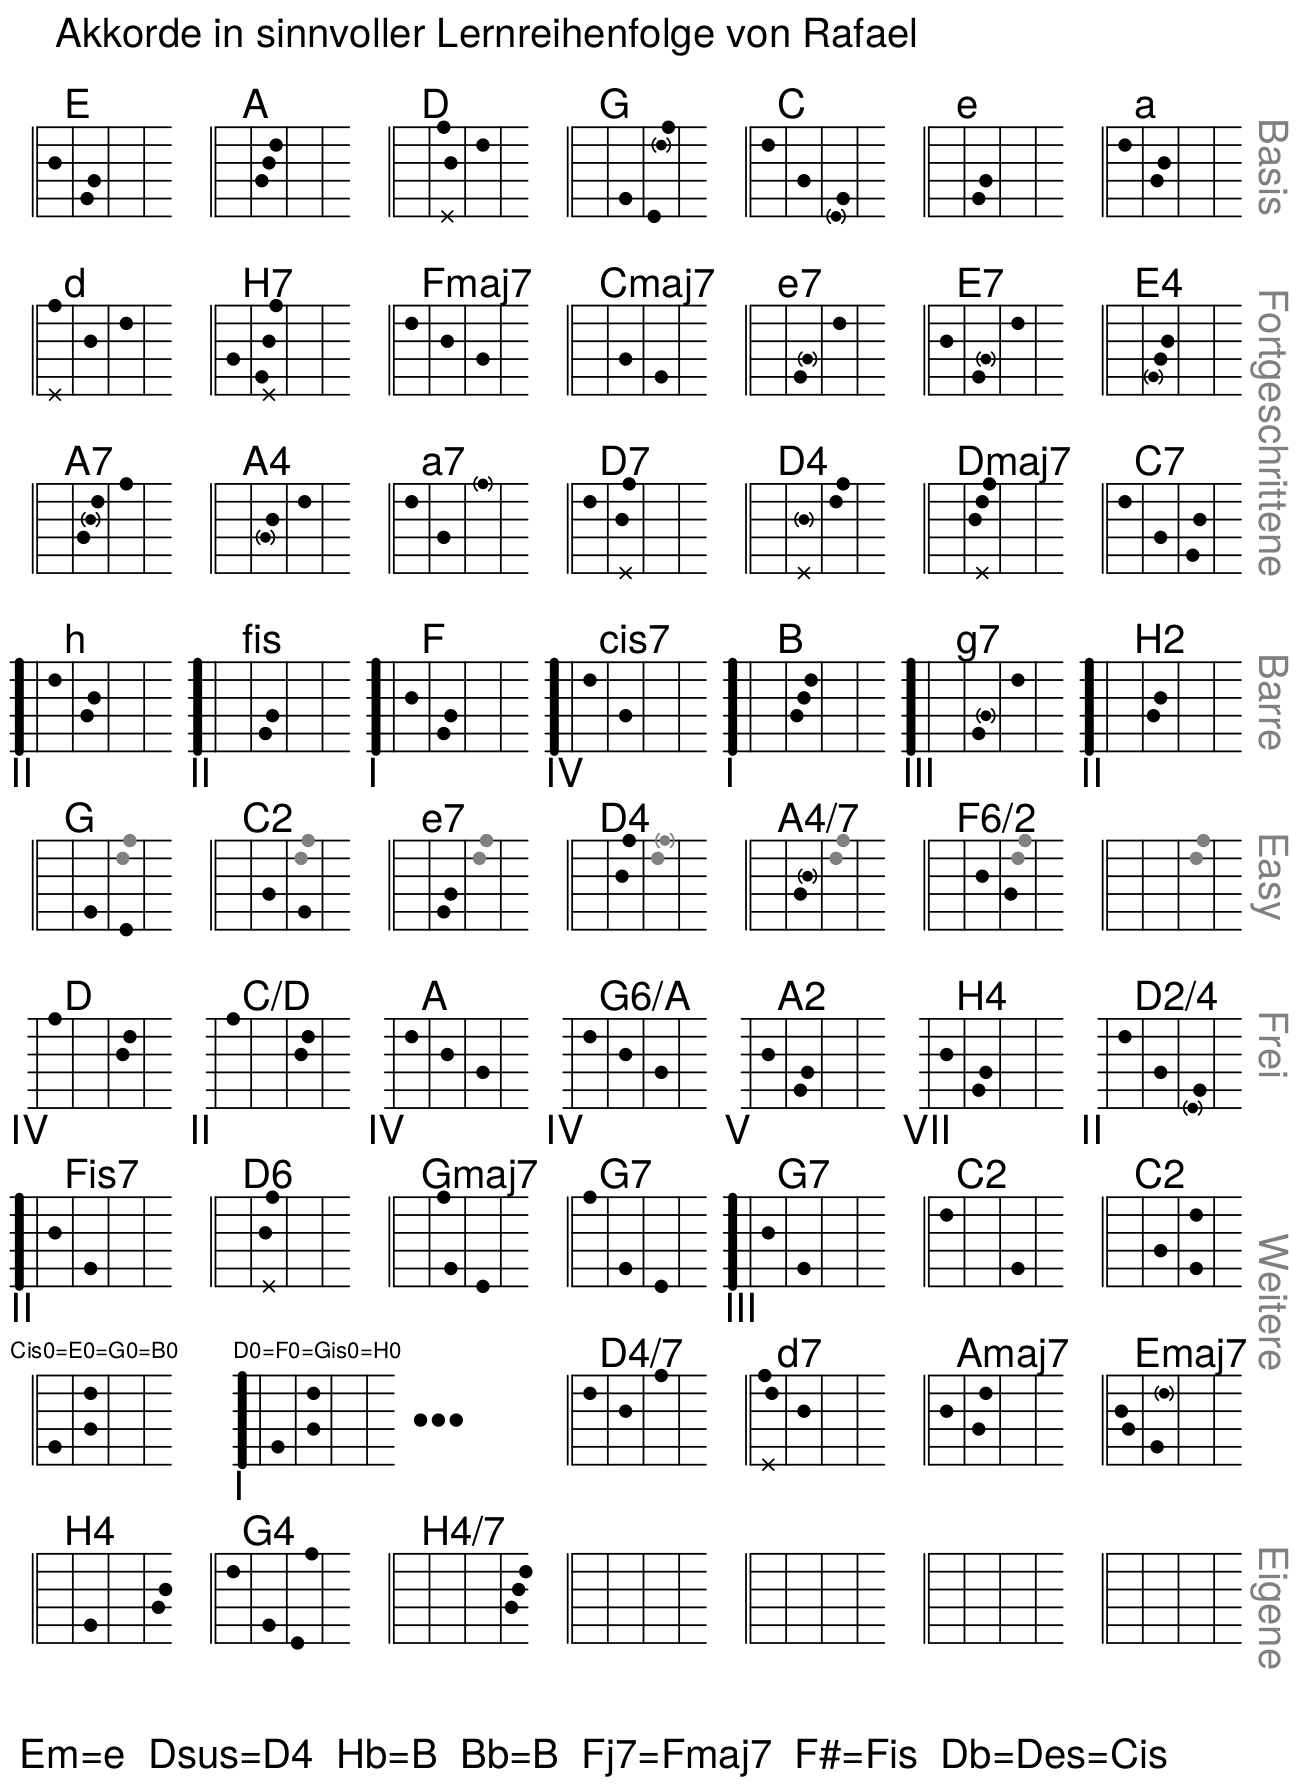 Akkorde in sinnvoller Lernreihenfolge von Rafael
E A D G C e a
Basis
d H7 Fmaj7 Cmaj7 e7 E7 E4
Fortgeschrittene
A7 A4 a7 D7 D4 Dmaj7 C7
h fis F cis7 B g7 H2
Barre
II II I IV I III II
G C2 e7 D4 A4/7 F6/2
Easy
D C/D A G6/A A2 H4 D2/4
Frei
IV II IV IV V VII II
Fis7 D6 Gmaj7 G7 G7 C2 C2
Weitere
II III
Cis0=E0=G0=B0 D0=F0=Gis0=H0 D4/7 d7 Amaj7 Emaj7
I
H4 G4 H4/7
Eigene
Em=e Dsus=D4 Hb=B Bb=B Fj7=Fmaj7 F#=Fis Db=Des=Cis